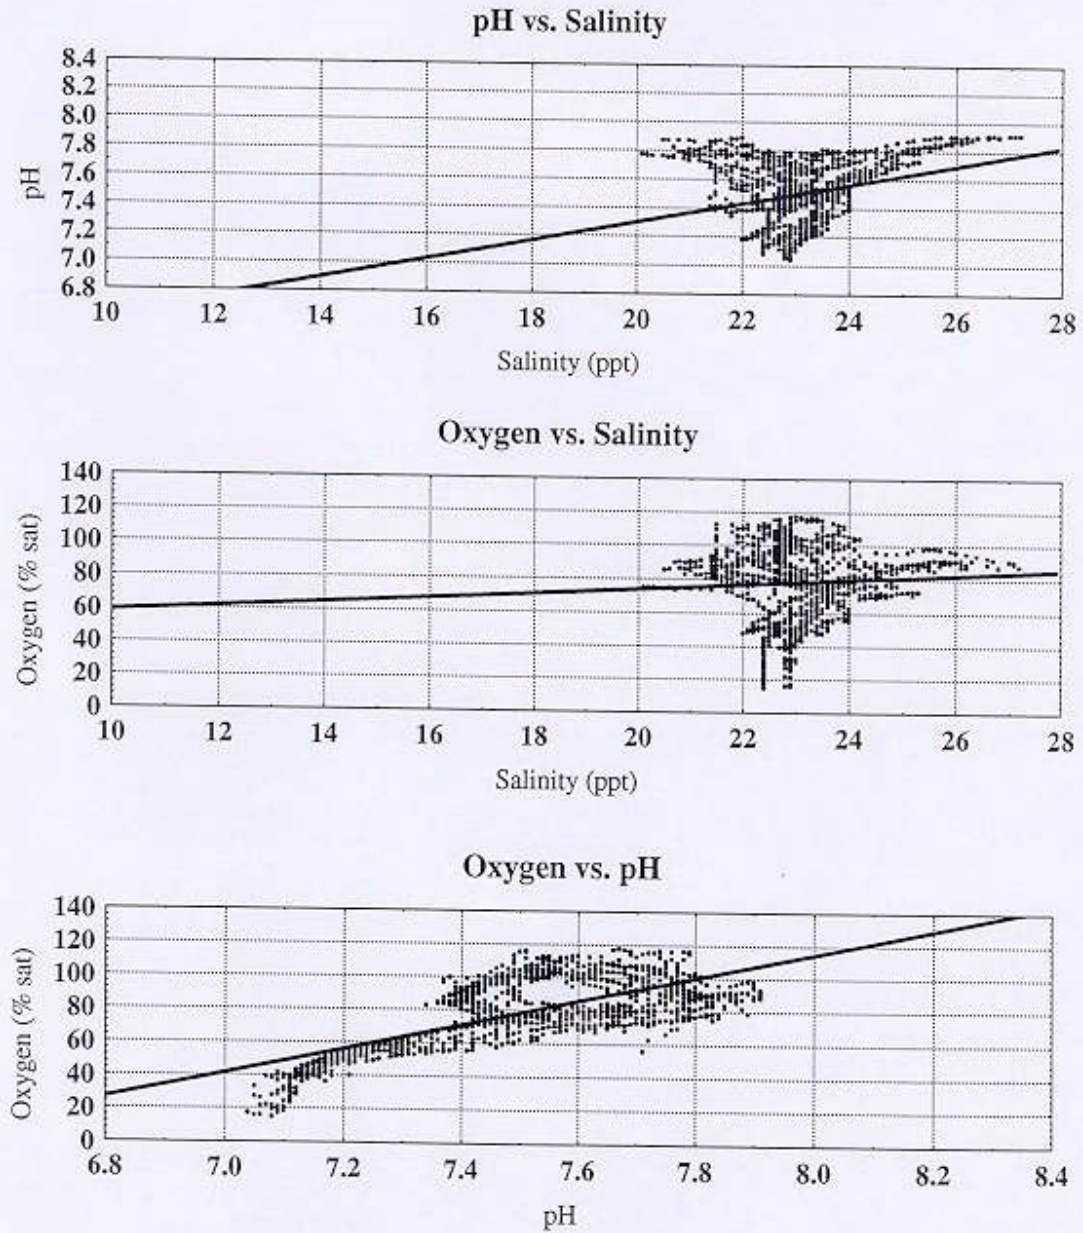 pH vs. Salinity
8.4
8.2
8.0
7.8
7.6
7.4
7.2
7.0
6.8
pH
10 12 14 16 18 20 22 24 26 28
Salinity (ppt)
Oxygen vs. Salinity
140
120
100
80
60
40
20
0
Oxygen (% sat)
10 12 14 16 18 20 22 24 26 28
Salinity (ppt)
Oxygen vs. pH
140
120
100
80
60
40
20
0
Oxygen (% sat)
6.8 7.0 7.2 7.4 7.6 7.8 8.0 8.2 8.4
pH